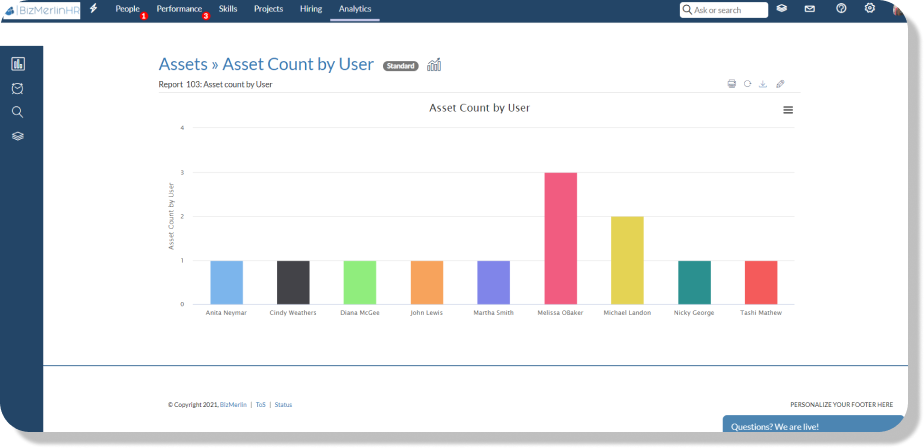 BizMerlinHR People Performance Skills Projects Hiring Analytics Ask or search
1 3
Assets » Asset Count by User Standard
Report 103: Asset count by User
Asset Count by User
4
3
2
1
0
Asset Count by User
Anita Neymar Cindy Weathers Diana McGee John Lewis Martha Smith Melissa OBaker Michael Landon Nicky George Tashi Mathew
© Copyright 2021, BizMerlin | ToS | Status PERSONALIZE YOUR FOOTER HERE
Questions? We are live!